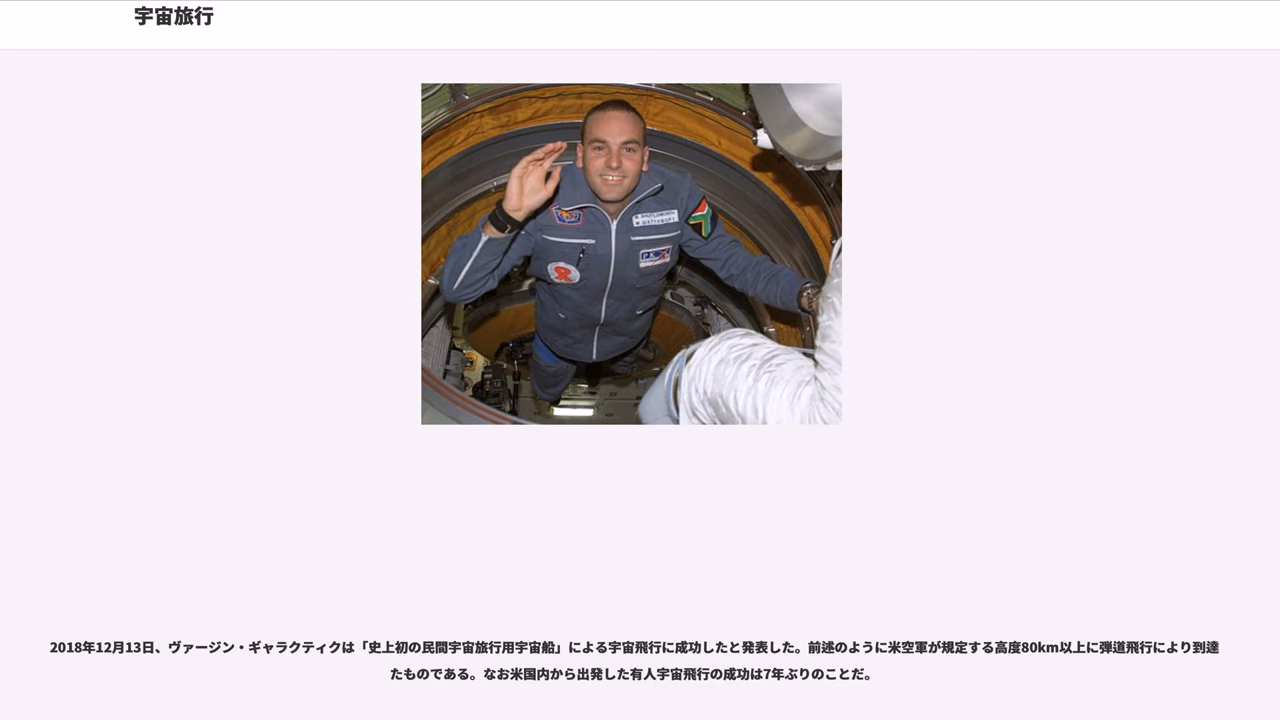 宇宙旅行
M. SHUTTLEWORTH
2018年12月13日、ヴァージン・ギャラクティクは「史上初の民間宇宙旅行用宇宙船」による宇宙飛行に成功したと発表した。前述のように米空軍が規定する高度80km以上に弾道飛行により到達
たものである。なお米国内から出発した有人宇宙飛行の成功は7年ぶりのことだ。